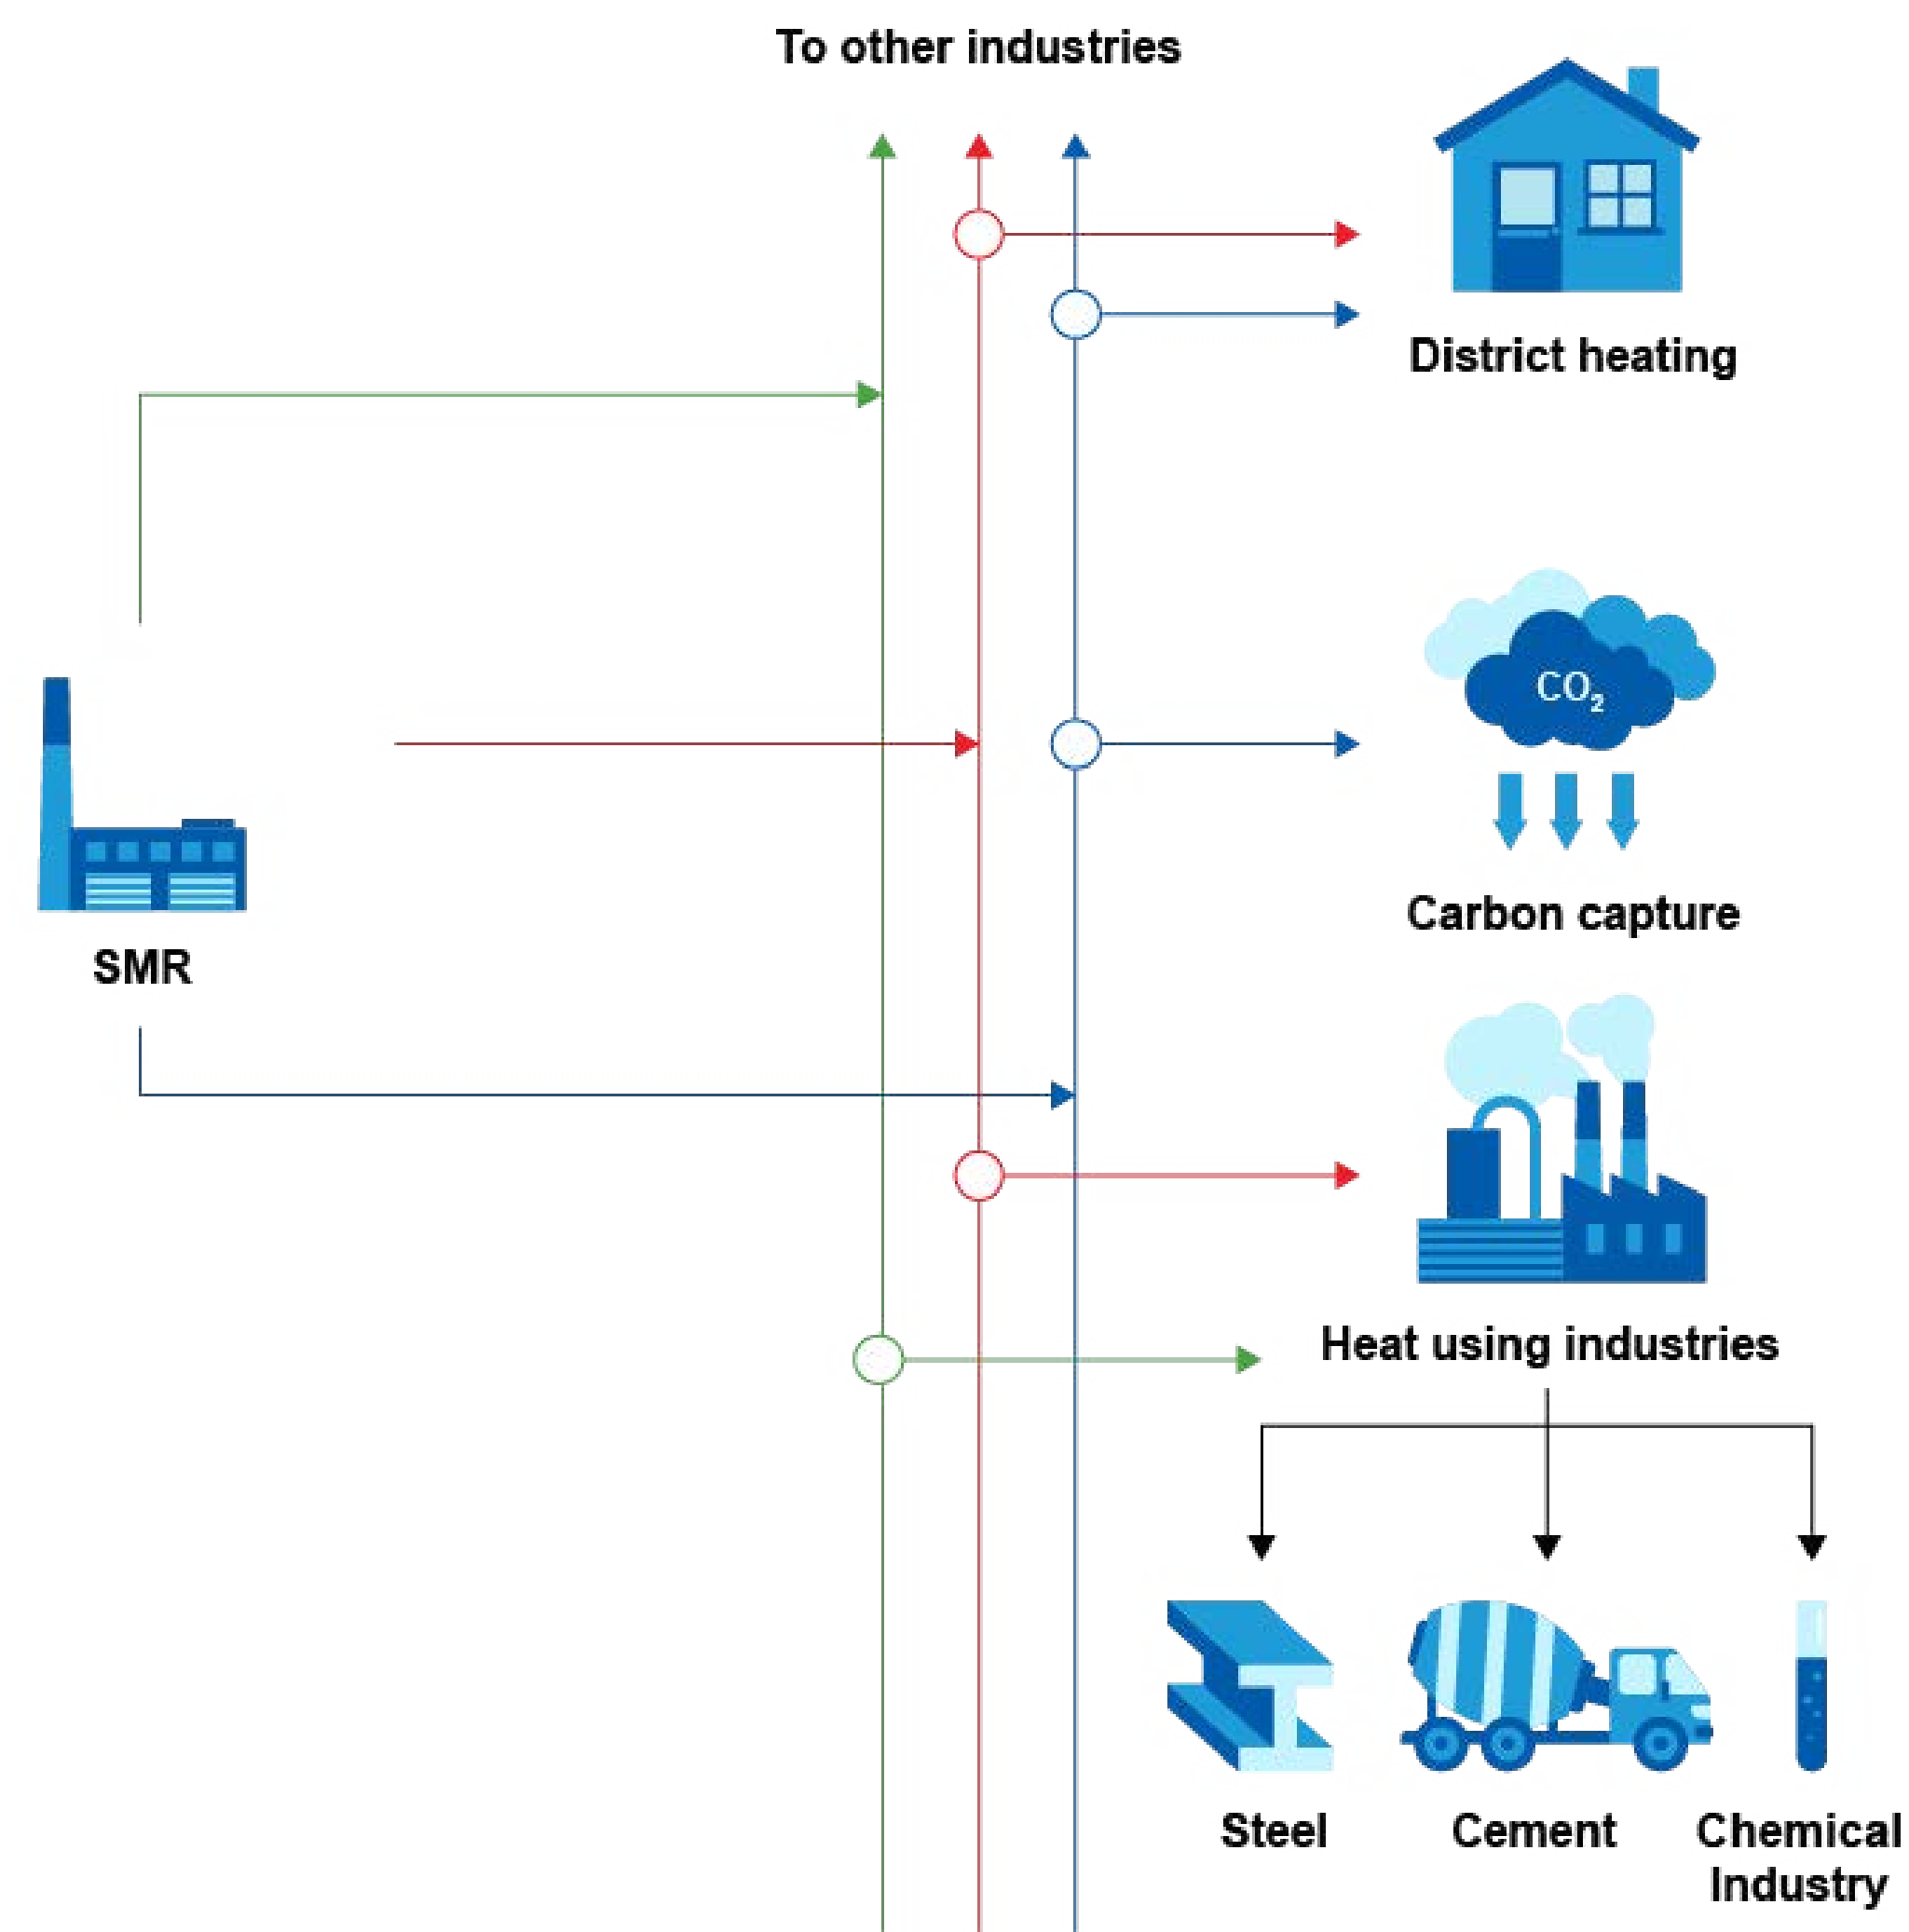 To other industries
District heating
CO₂
Carbon capture
SMR
Heat using industries
Steel
Cement
Chemical
Industry